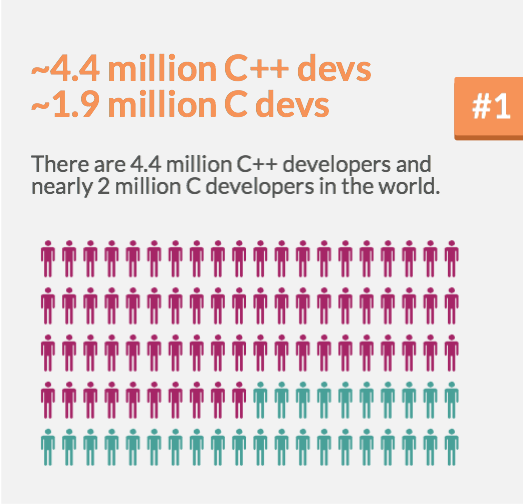 ~4.4 million C++ devs
~1.9 million C devs
#1
There are 4.4 million C++ developers and
nearly 2 million C developers in the world.